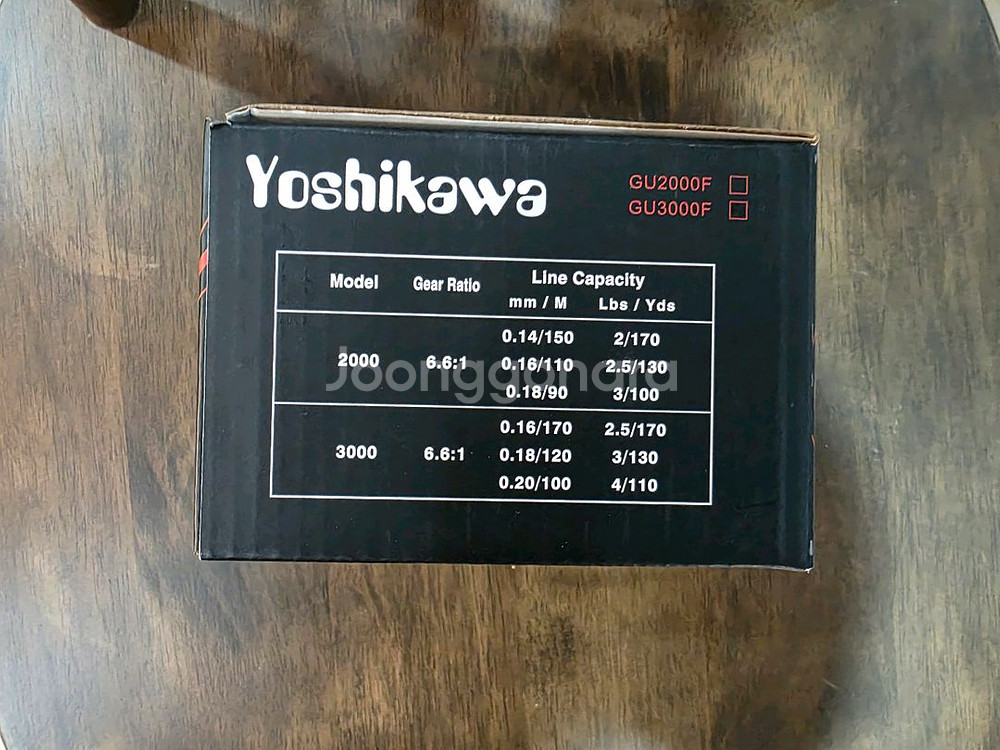 Yoshikawa
GU2000F
GU3000F
Model Gear Ratio Line Capacity
mm / M Lbs / Yds
0.14/150 2/170
2000 6.6:1 0.16/110 2.5/130
0.18/90 3/100
0.16/170 2.5/170
3000 6.6:1 0.18/120 3/130
0.20/100 4/110
Joonggonara